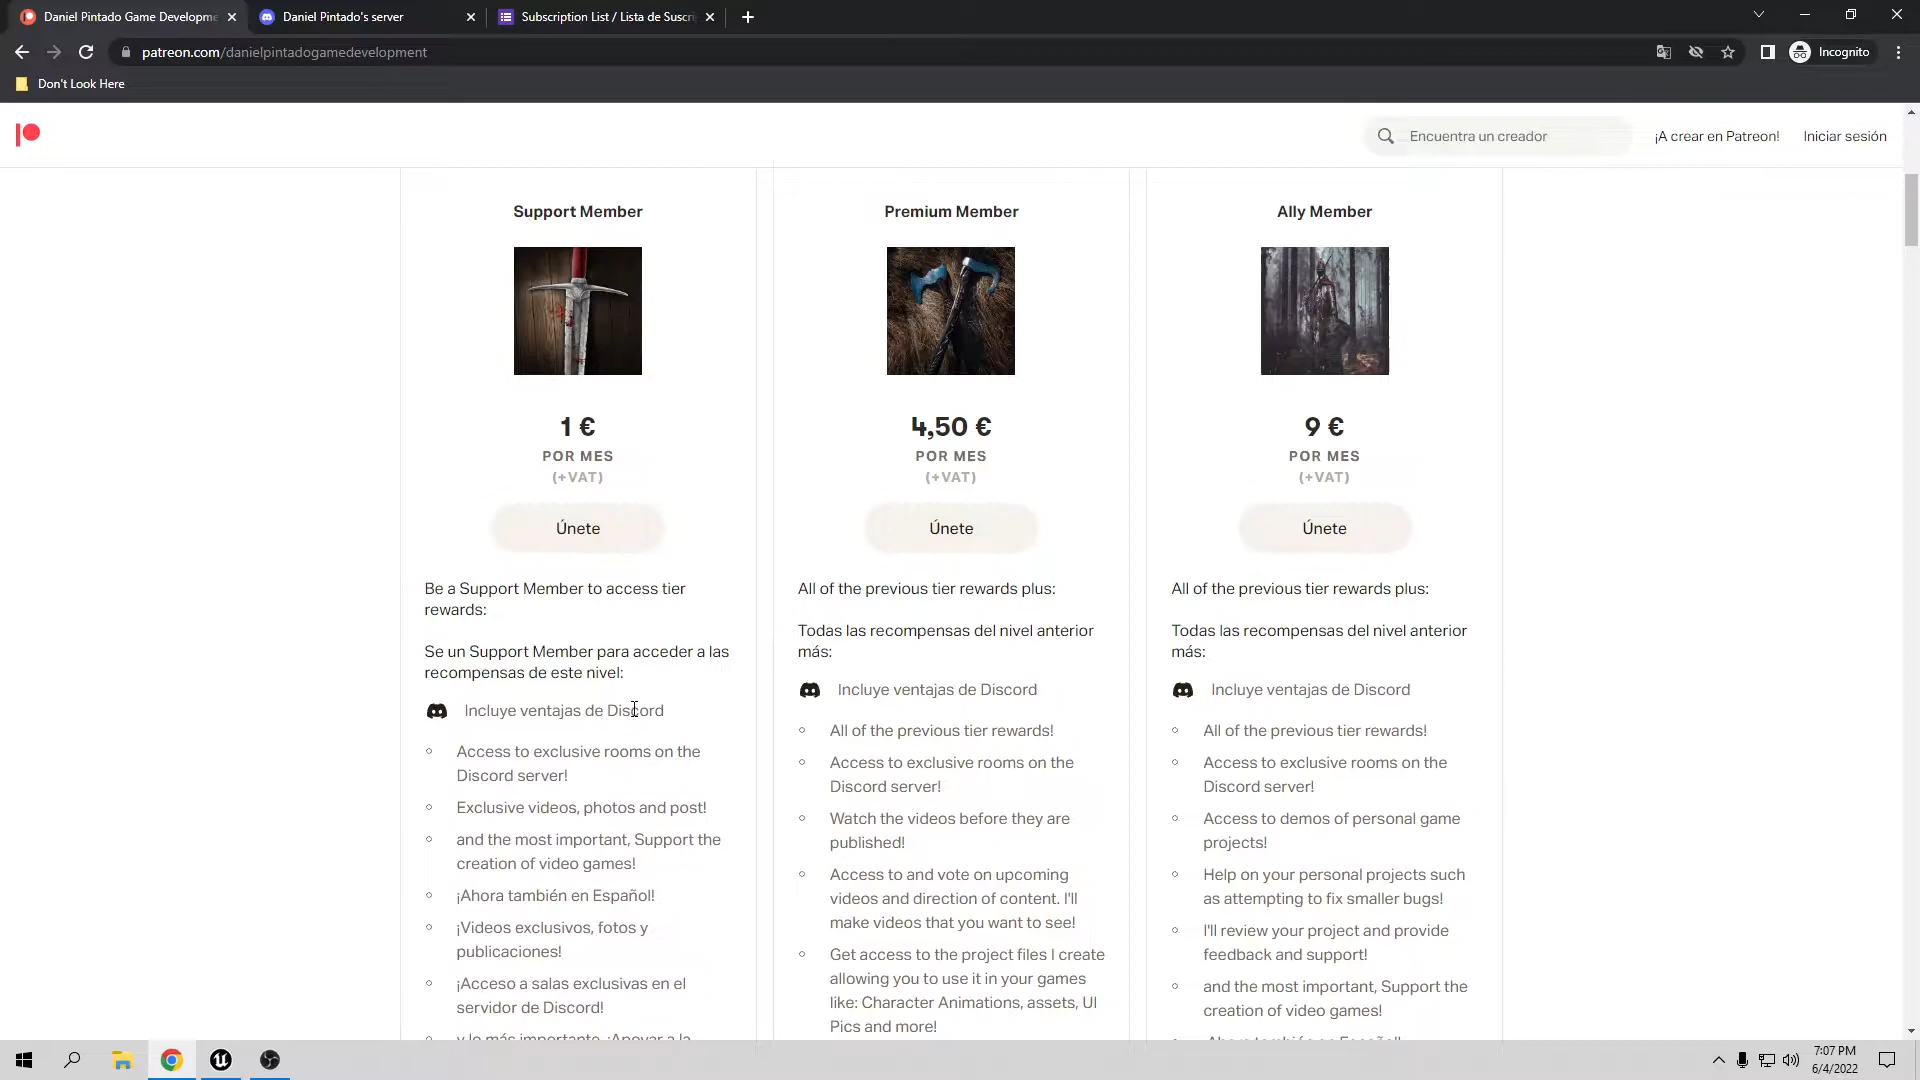 Daniel Pintado Game Developme
Daniel Pintado's server
Subscription List / Lista de Suscri
patreon.com/danielpintadogamedevelopment
Incognito
Don't Look Here
Encuentra un creador
¡A crear en Patreon!
Iniciar sesión
Support Member
1 €
POR MES
(+VAT)
Únete
Be a Support Member to access tier
rewards:
Se un Support Member para acceder a las
recompensas de este nivel:
Incluye ventajas de Discord
Access to exclusive rooms on the
Discord server!
Exclusive videos, photos and post!
and the most important, Support the
creation of video games!
¡Ahora también en Español!
¡Videos exclusivos, fotos y
publicaciones!
¡Acceso a salas exclusivas en el
servidor de Discord!
y lo más importante, ¡Apoyar a la
Premium Member
4,50 €
POR MES
(+VAT)
Únete
All of the previous tier rewards plus:
Todas las recompensas del nivel anterior
más:
Incluye ventajas de Discord
All of the previous tier rewards!
Access to exclusive rooms on the
Discord server!
Watch the videos before they are
published!
Access to and vote on upcoming
videos and direction of content. I'll
make videos that you want to see!
Get access to the project files I create
allowing you to use it in your games
like: Character Animations, assets, UI
Pics and more!
Ally Member
9 €
POR MES
(+VAT)
Únete
All of the previous tier rewards plus:
Todas las recompensas del nivel anterior
más:
Incluye ventajas de Discord
All of the previous tier rewards!
Access to exclusive rooms on the
Discord server!
Access to demos of personal game
projects!
Help on your personal projects such
as attempting to fix smaller bugs!
I'll review your project and provide
feedback and support!
and the most important, Support the
creation of video games!
¡Ahora también en Español!
7:07 PM
6/4/2022